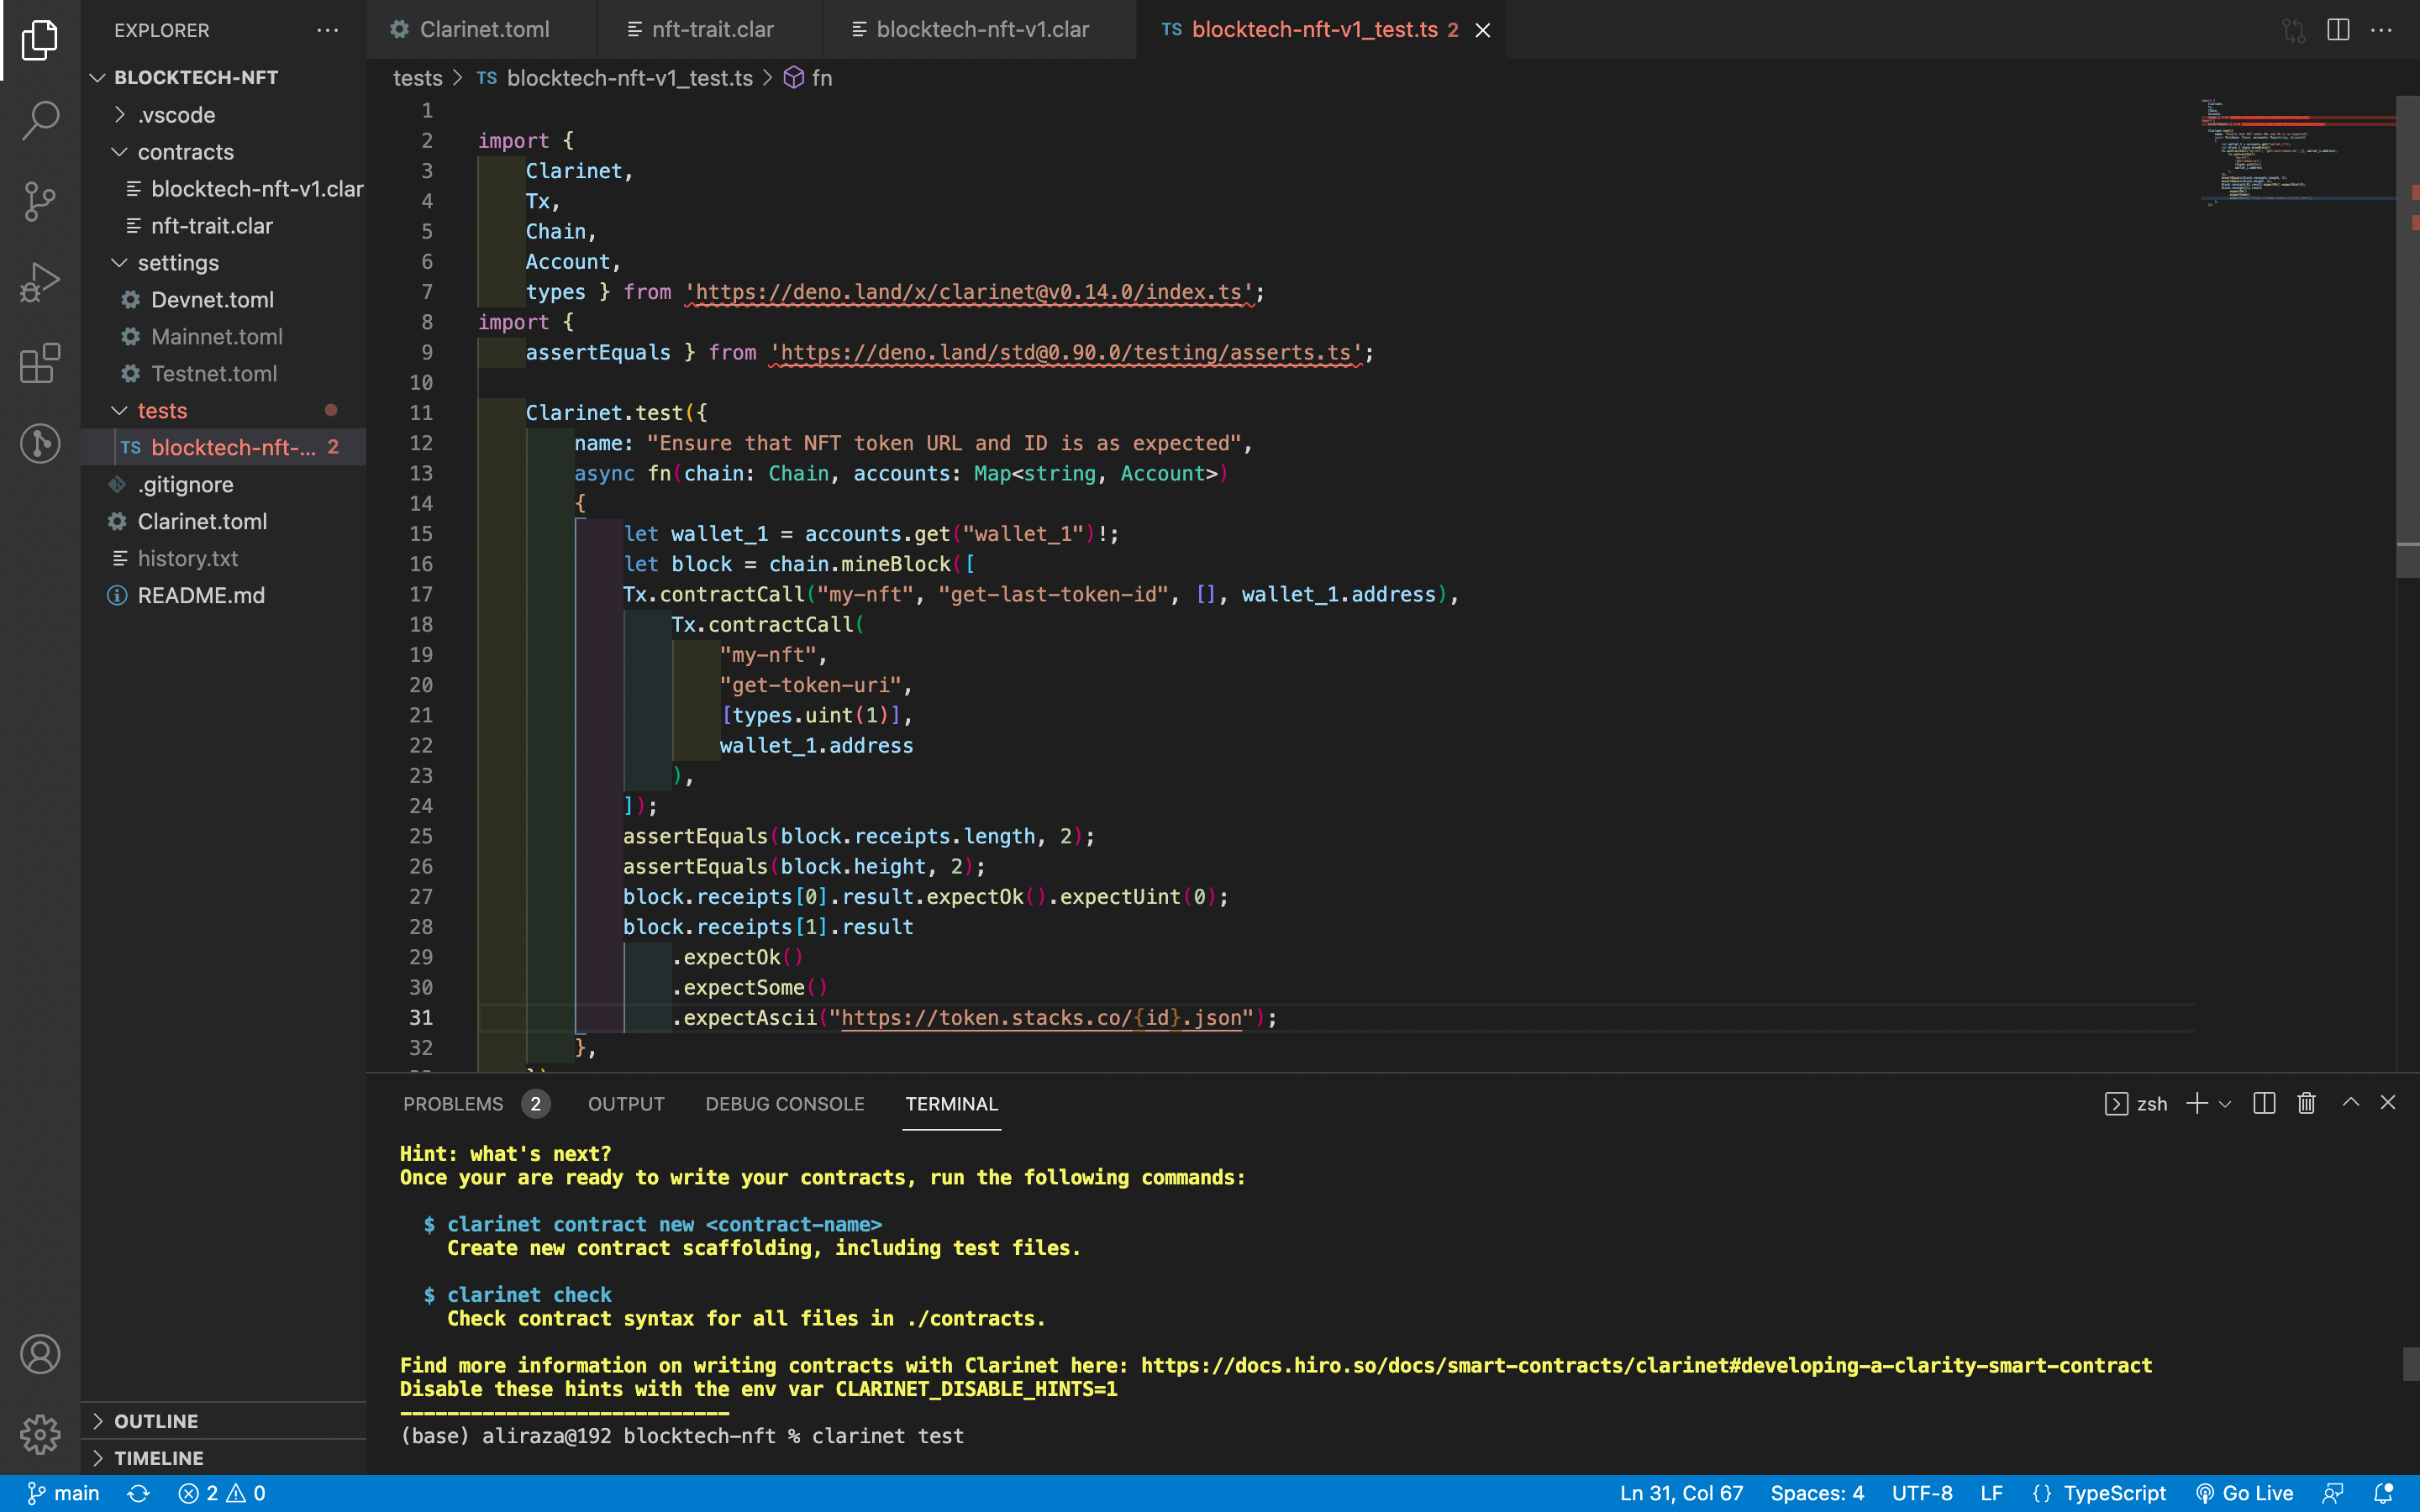 EXPLORER
BLOCKTECH-NFT
.vscode
contracts
blocktech-nft-v1.clar
nft-trait.clar
settings
Devnet.toml
Mainnet.toml
Testnet.toml
tests
TS blocktech-nft-... 2
.gitignore
Clarinet.toml
history.txt
README.md
OUTLINE
TIMELINE
Clarinet.toml
nft-trait.clar
blocktech-nft-v1.clar
TS blocktech-nft-v1_test.ts 2
tests > TS blocktech-nft-v1_test.ts > fn
1
2 import {
3 Clarinet,
4 Tx,
5 Chain,
6 Account,
7 types } from 'https://deno.land/x/clarinet@v0.14.0/index.ts';
8 import {
9 assertEquals } from 'https://deno.land/std@0.90.0/testing/asserts.ts';
10
11 Clarinet.test({
12 name: "Ensure that NFT token URL and ID is as expected",
13 async fn(chain: Chain, accounts: Map<string, Account>)
14 {
15 let wallet_1 = accounts.get("wallet_1")!;
16 let block = chain.mineBlock([
17 Tx.contractCall("my-nft", "get-last-token-id", [], wallet_1.address),
18 Tx.contractCall(
19 "my-nft",
20 "get-token-uri",
21 [types.uint(1)],
22 wallet_1.address
23 ),
24 ]);
25 assertEquals(block.receipts.length, 2);
26 assertEquals(block.height, 2);
27 block.receipts[0].result.expectOk().expectUint(0);
28 block.receipts[1].result
29 .expectOk()
30 .expectSome()
31 .expectAscii("https://token.stacks.co/{id}.json");
32 },
PROBLEMS 2 OUTPUT DEBUG CONSOLE TERMINAL
zsh
Hint: what's next?
Once your are ready to write your contracts, run the following commands:
$ clarinet contract new <contract-name>
Create new contract scaffolding, including test files.
$ clarinet check
Check contract syntax for all files in ./contracts.
Find more information on writing contracts with Clarinet here: https://docs.hiro.so/docs/smart-contracts/clarinet#developing-a-clarity-smart-contract
Disable these hints with the env var CLARINET_DISABLE_HINTS=1
----------------------------
(base) aliraza@192 blocktech-nft % clarinet test
main 2 0 Ln 31, Col 67 Spaces: 4 UTF-8 LF {} TypeScript Go Live